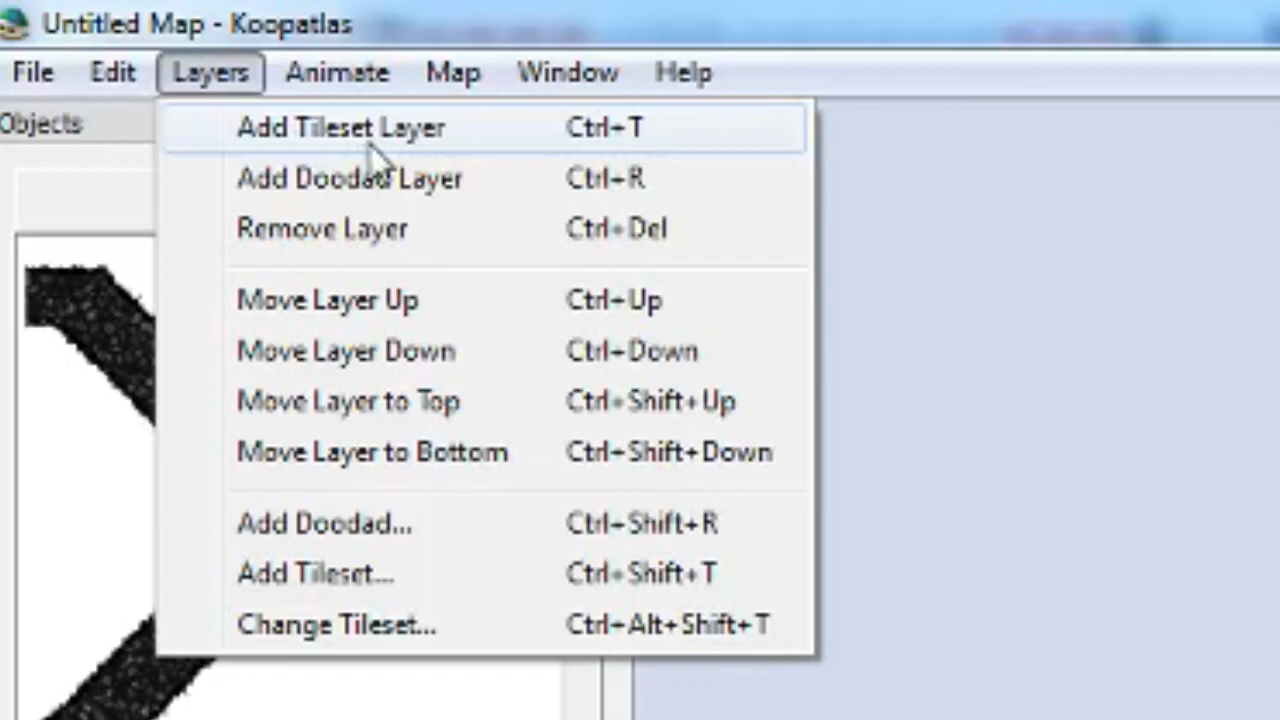 Untitled Map - Koopatlas
File Edit Layers Animate Map Window Help
Objects
Add Tileset Layer Ctrl+T
Add Doodad Layer Ctrl+R
Remove Layer Ctrl+Del
Move Layer Up Ctrl+Up
Move Layer Down Ctrl+Down
Move Layer to Top Ctrl+Shift+Up
Move Layer to Bottom Ctrl+Shift+Down
Add Doodad... Ctrl+Shift+R
Add Tileset... Ctrl+Shift+T
Change Tileset... Ctrl+Alt+Shift+T